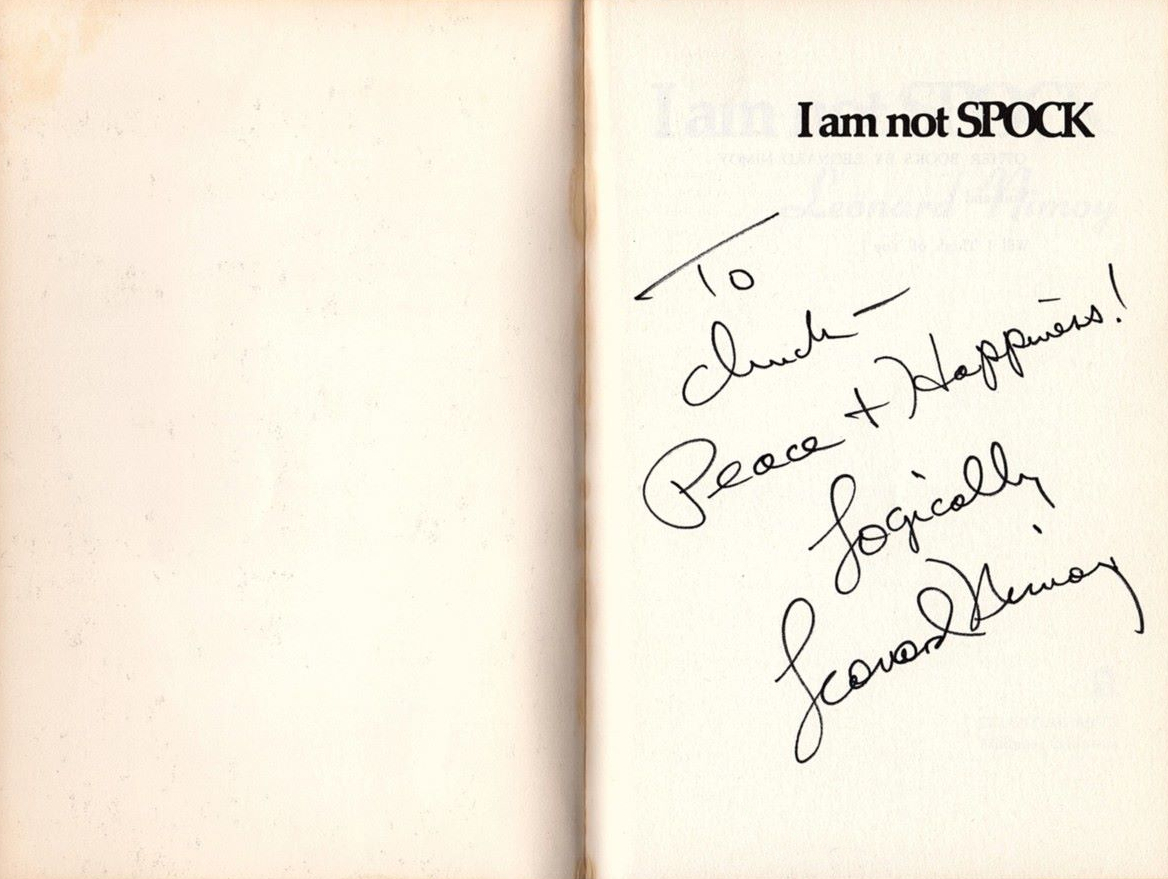 I am not SPOCK
To
Chuck —
Peace + Happiness!
Logically
Leonard Nimoy